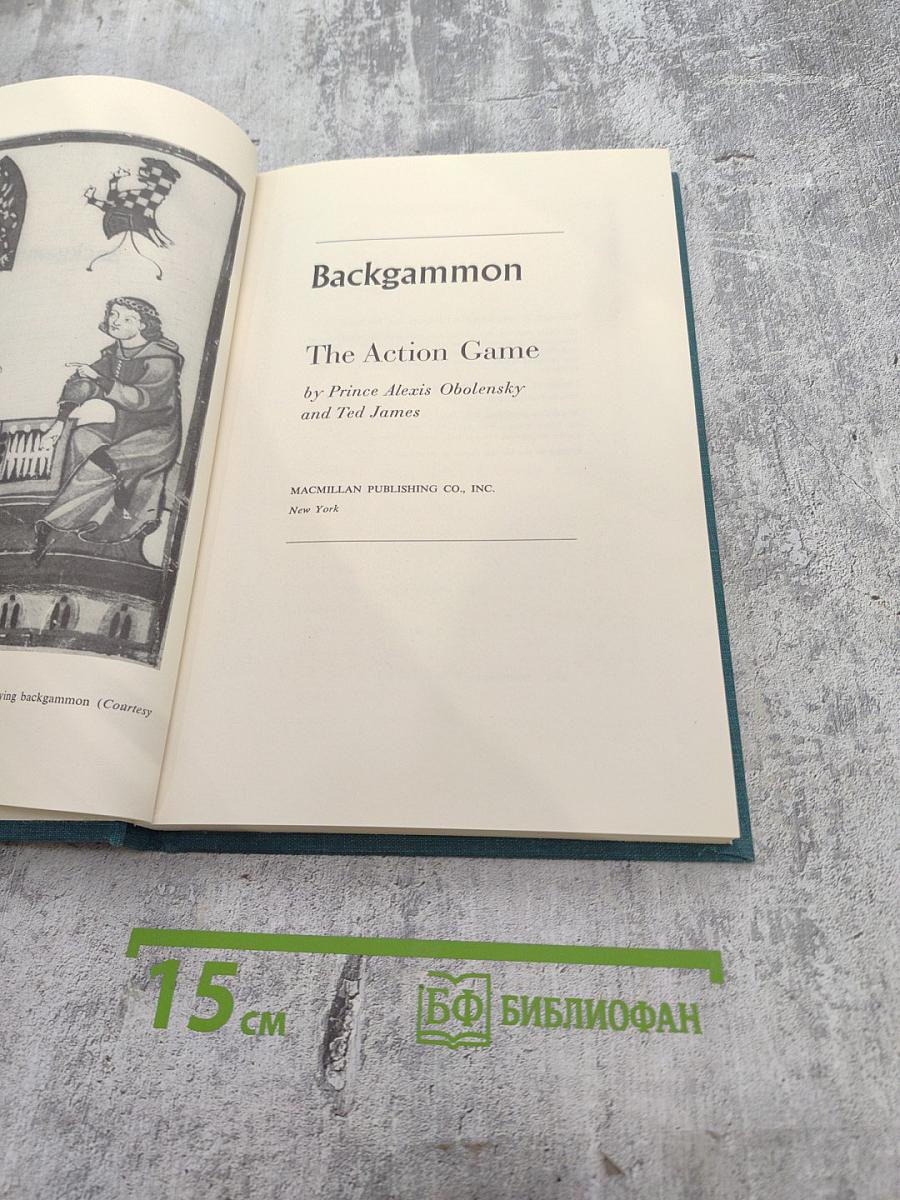 Backgammon
The Action Game
by Prince Alexis Obolensky
and Ted James
MACMILLAN PUBLISHING CO., INC.
New York
backgammon (Courtesy
15 см
БФ БИБЛИОФАН